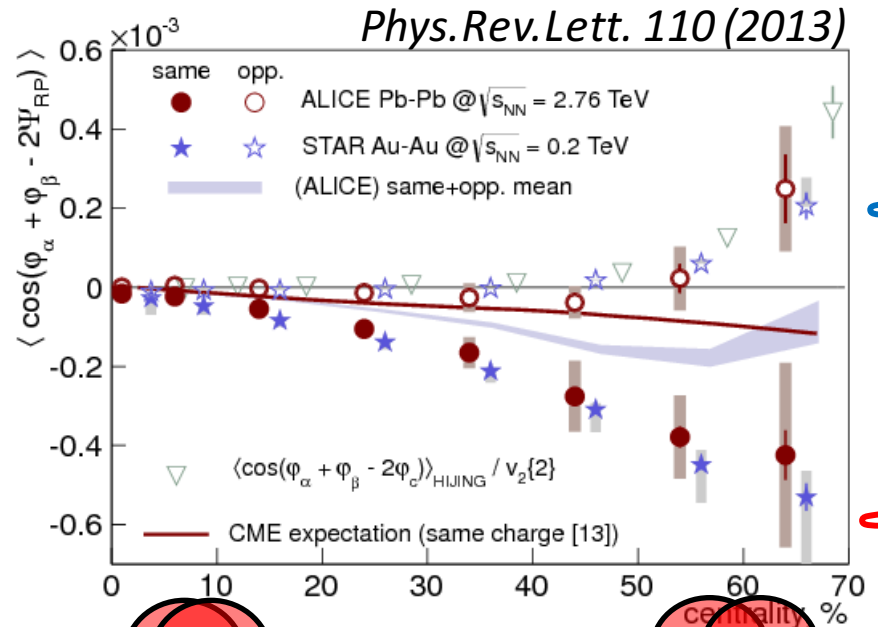 Phys.Rev.Lett. 110 (2013)
×10⁻³
same opp.
ALICE Pb-Pb @ √s_NN = 2.76 TeV
STAR Au-Au @ √s_NN = 0.2 TeV
(ALICE) same+opp. mean
⟨ cos(φ_α + φ_β - 2Ψ_RP) ⟩
0.6
0.4
0.2
0
-0.2
-0.4
-0.6
⟨cos(φ_α + φ_β - 2φ_c)⟩_HIJING / v₂{2}
CME expectation (same charge [13])
0 10 20 30 40 50 60 70
centrality, %